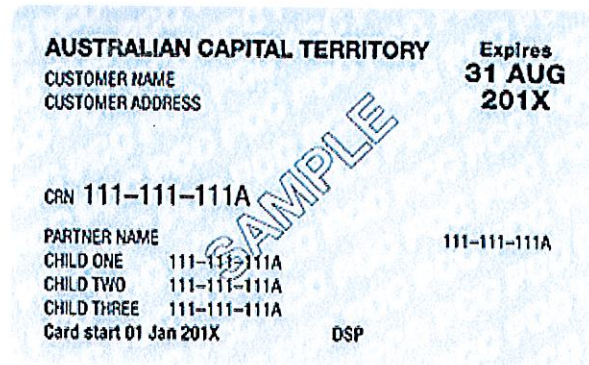 AUSTRALIAN CAPITAL TERRITORY
Expires
31 AUG
201X
CUSTOMER NAME
CUSTOMER ADDRESS
SAMPLE
CRN 111-111-111A
PARTNER NAME 111-111-111A
CHILD ONE 111-111-111A
CHILD TWO 111-111-111A
CHILD THREE 111-111-111A
Card start 01 Jan 201X DSP